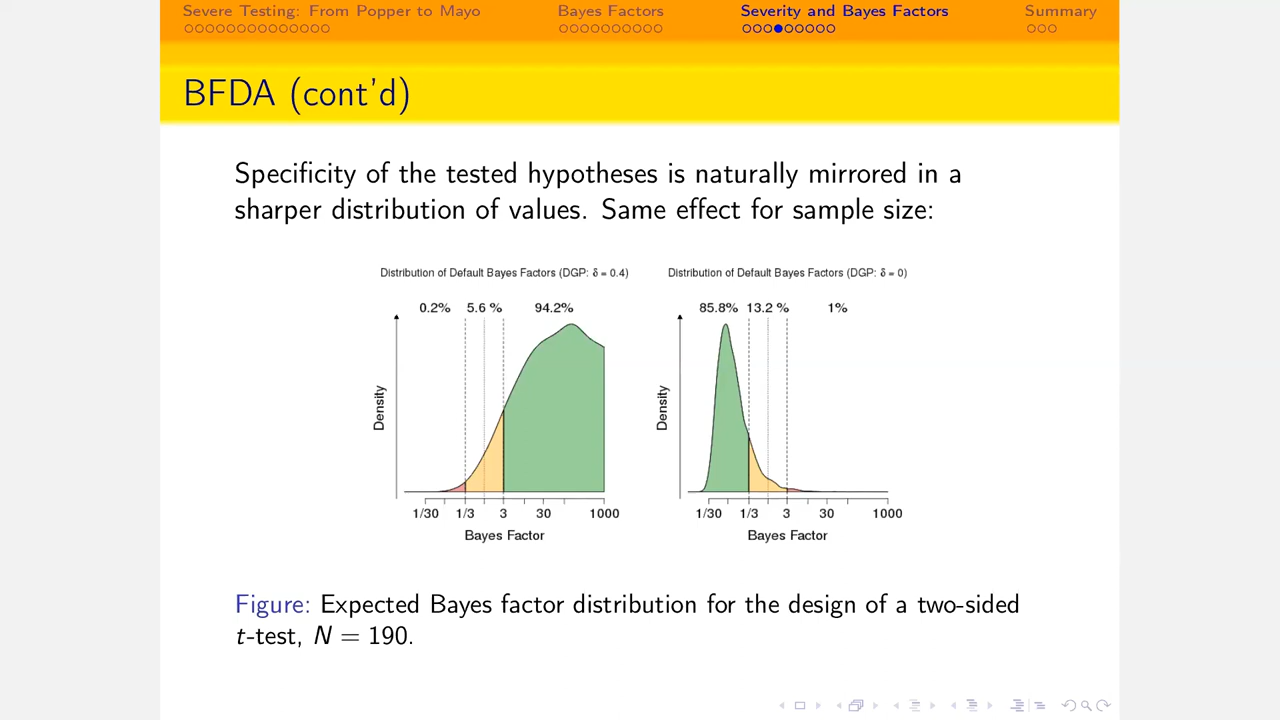 Severe Testing: From Popper to Mayo Bayes Factors Severity and Bayes Factors Summary
BFDA (cont'd)
Specificity of the tested hypotheses is naturally mirrored in a
sharper distribution of values. Same effect for sample size:
Distribution of Default Bayes Factors (DGP: δ = 0.4)
0.2% 5.6 % 94.2%
Density
1/30 1/3 3 30 1000
Bayes Factor
Distribution of Default Bayes Factors (DGP: δ = 0)
85.8% 13.2 % 1%
Density
1/30 1/3 3 30 1000
Bayes Factor
Figure: Expected Bayes factor distribution for the design of a two-sided
t-test, N = 190.